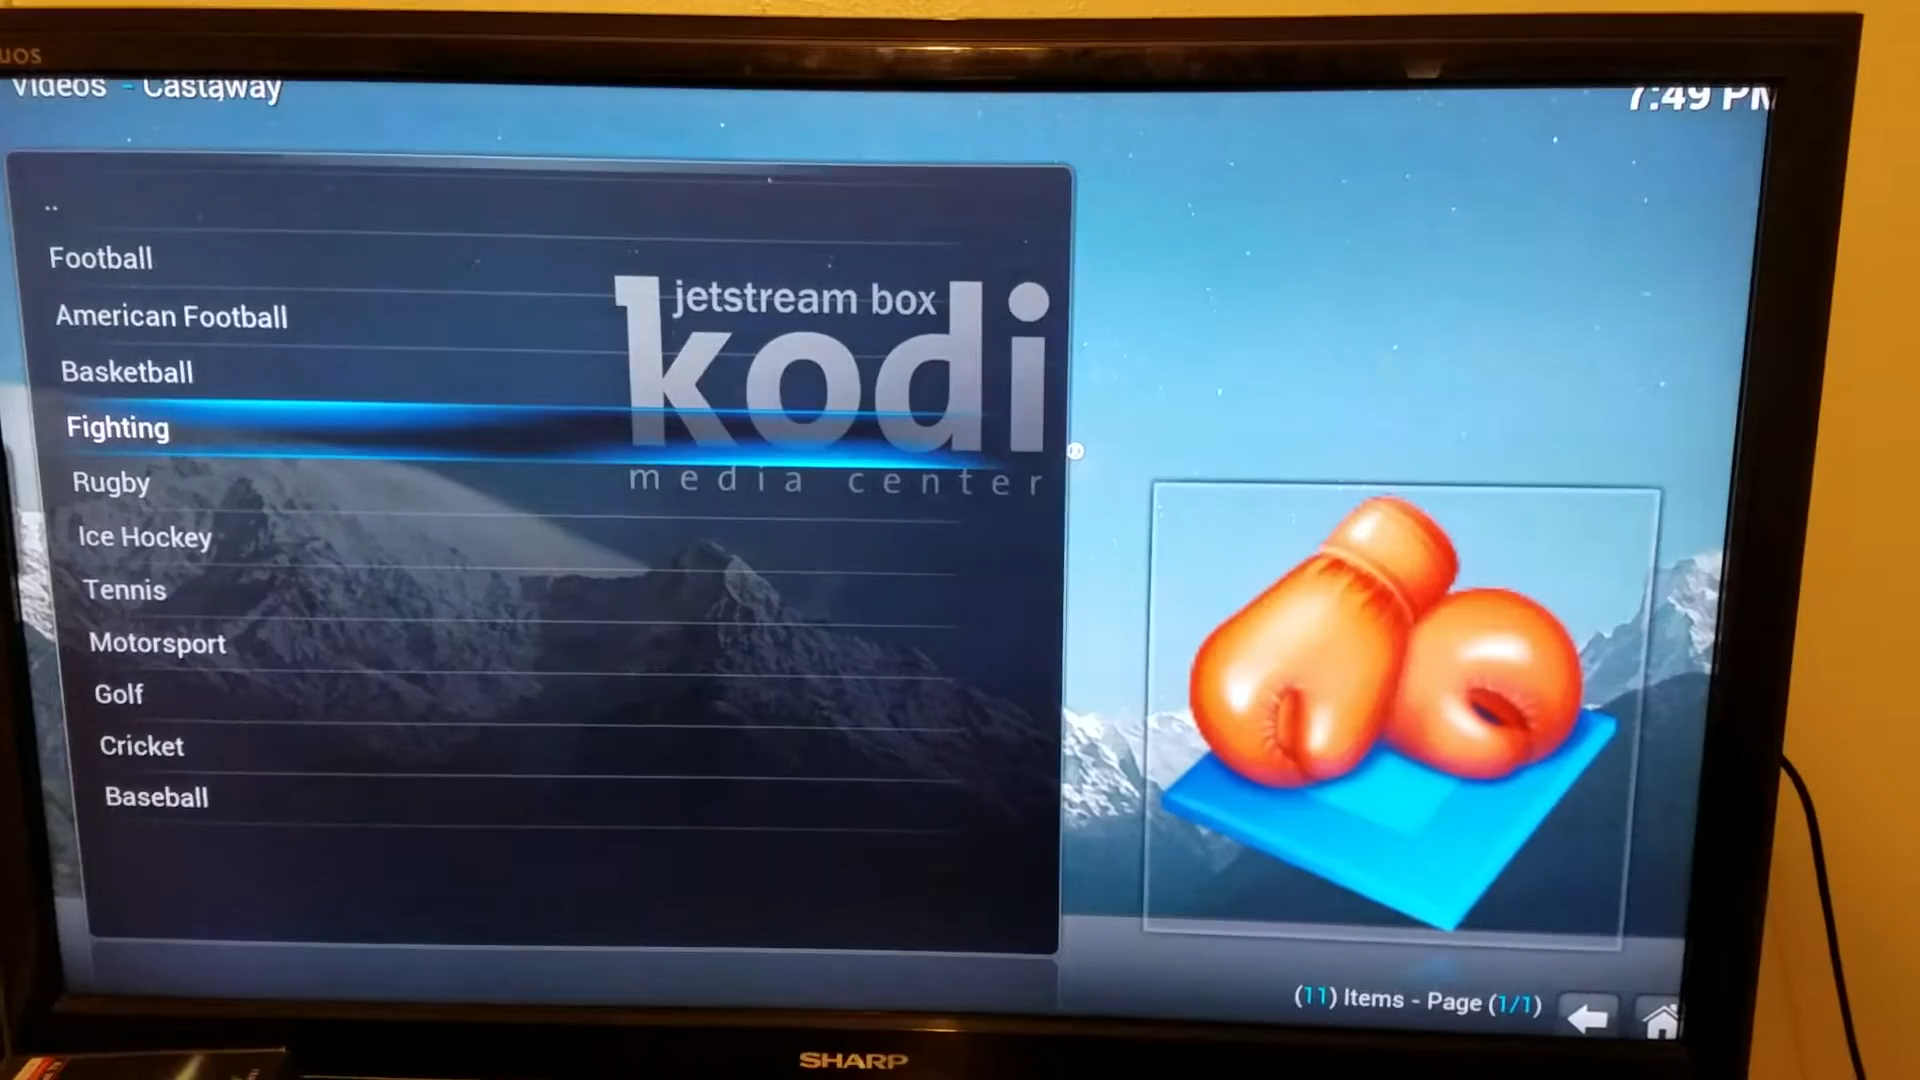 UOS
Videos - Castaway
7:49 PM
..
Football
American Football
Basketball
Fighting
Rugby
Ice Hockey
Tennis
Motorsport
Golf
Cricket
Baseball
jetstream box
kodi
media center
(11) Items - Page (1/1)
SHARP